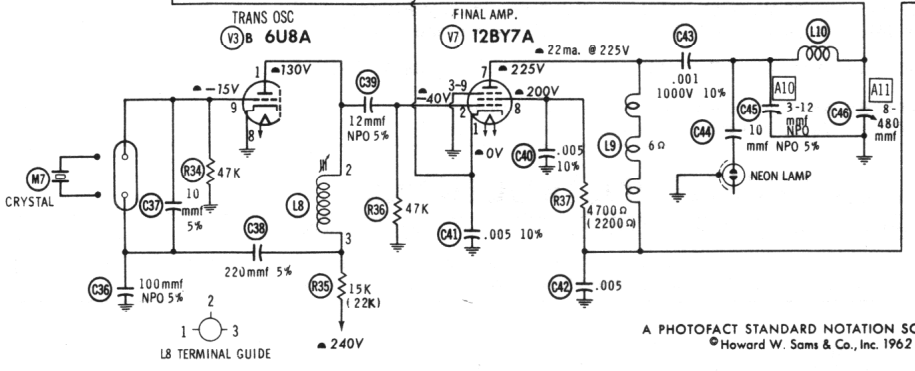 TRANS OSC
V3 B 6U8A
FINAL AMP.
V7 12BY7A
22ma. @ 225V
C43
.001
1000V 10%
L10
A10
A11
1
130V
-15V
9
8
C39
12mmf
NPO 5%
-40V
7
225V
3-9
2
1
8
200V
0V
C40
.005
10%
L9
6Ω
C44
10
mmf
C45
3-12
mmf
NPO
NPO 5%
C46
8-
480
mmf
NEON LAMP
M7
CRYSTAL
R34
47K
C37
10
mmf
5%
L8
2
3
R36
47K
C41
.005 10%
R37
4700Ω
(2200Ω)
C38
220mmf 5%
C36
100mmf
NPO 5%
R35
15K
(22K)
240V
C42
.005
2
1
3
L8 TERMINAL GUIDE
A PHOTOFACT STANDARD NOTATION SC
©Howard W. Sams & Co., Inc. 1962